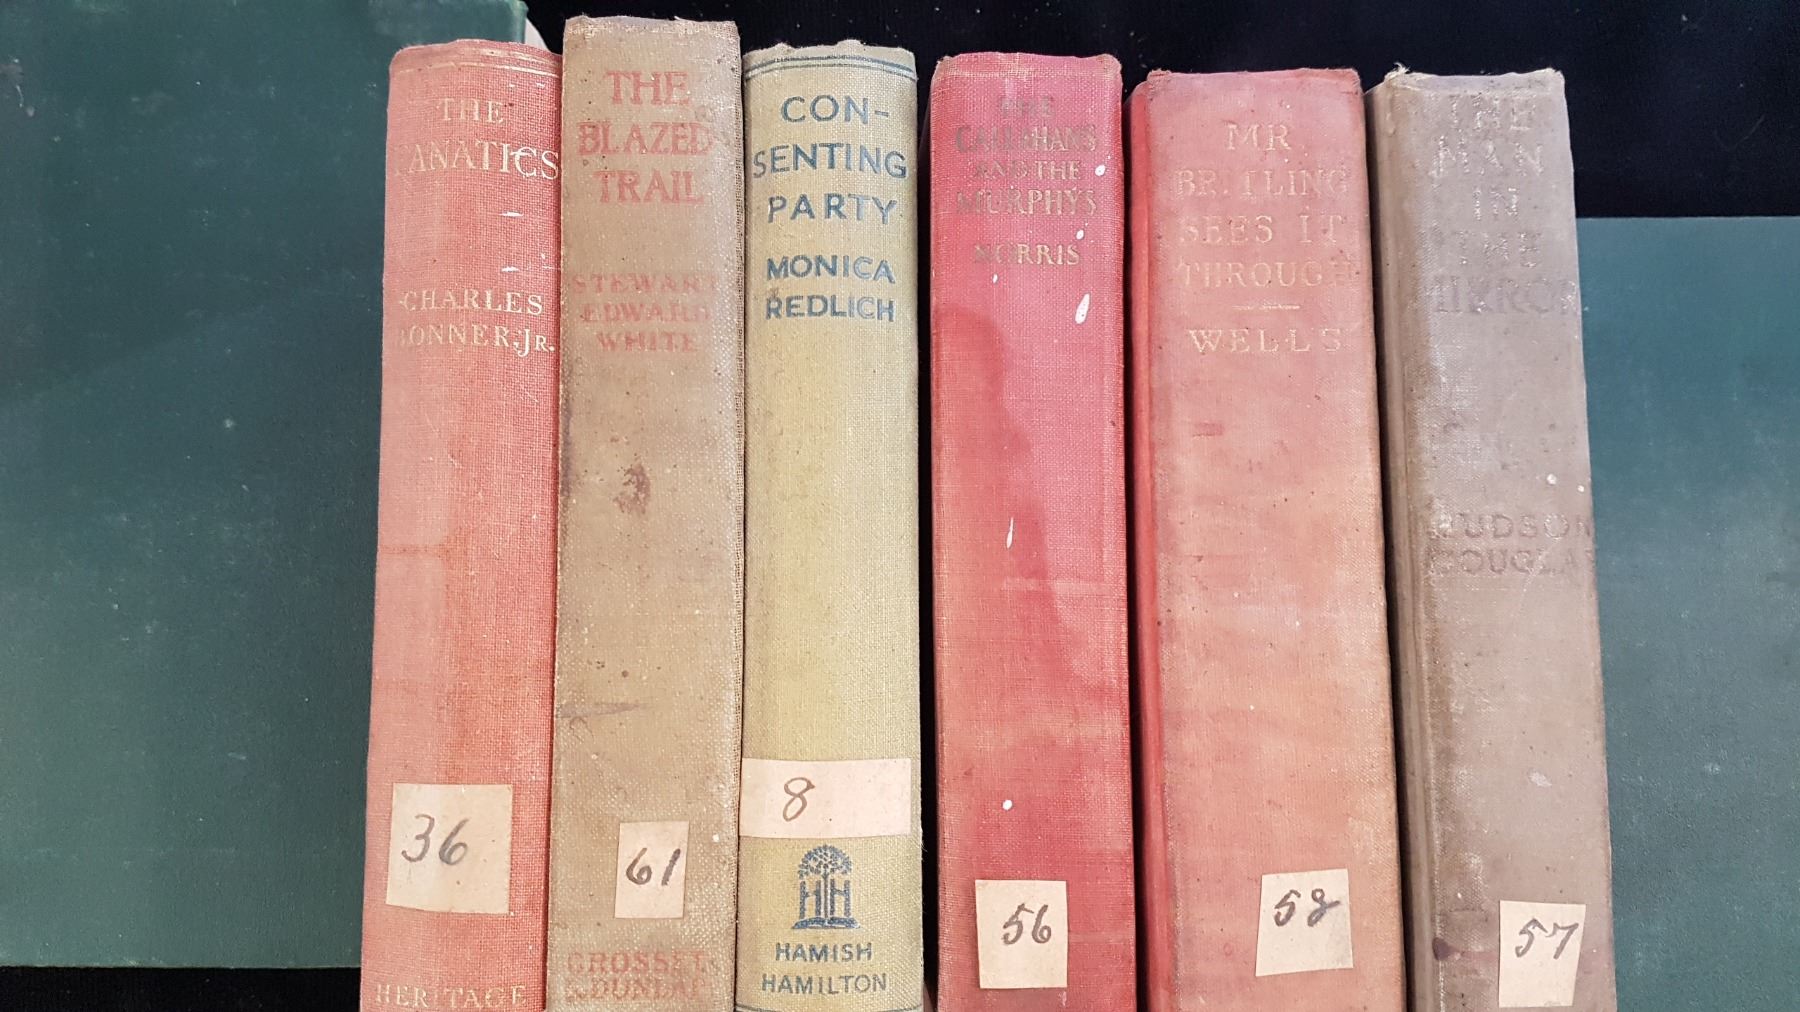 THE
FANATICS
CHARLES
BONNER, JR.
36
HERITAGE
THE
BLAZED
TRAIL
STEWART
EDWARD
WHITE
61
GROSSET
& DUNLAP
CON-
SENTING
PARTY
MONICA
REDLICH
8
HH
HAMISH
HAMILTON
THE
CALLAHANS
AND THE
MURPHYS
NORRIS
56
MR.
BRITLING
SEES IT
THROUGH
WELLS
58
THE
MAN
IN
THE
MIRROR
HUDSON
DOUGLAS
57